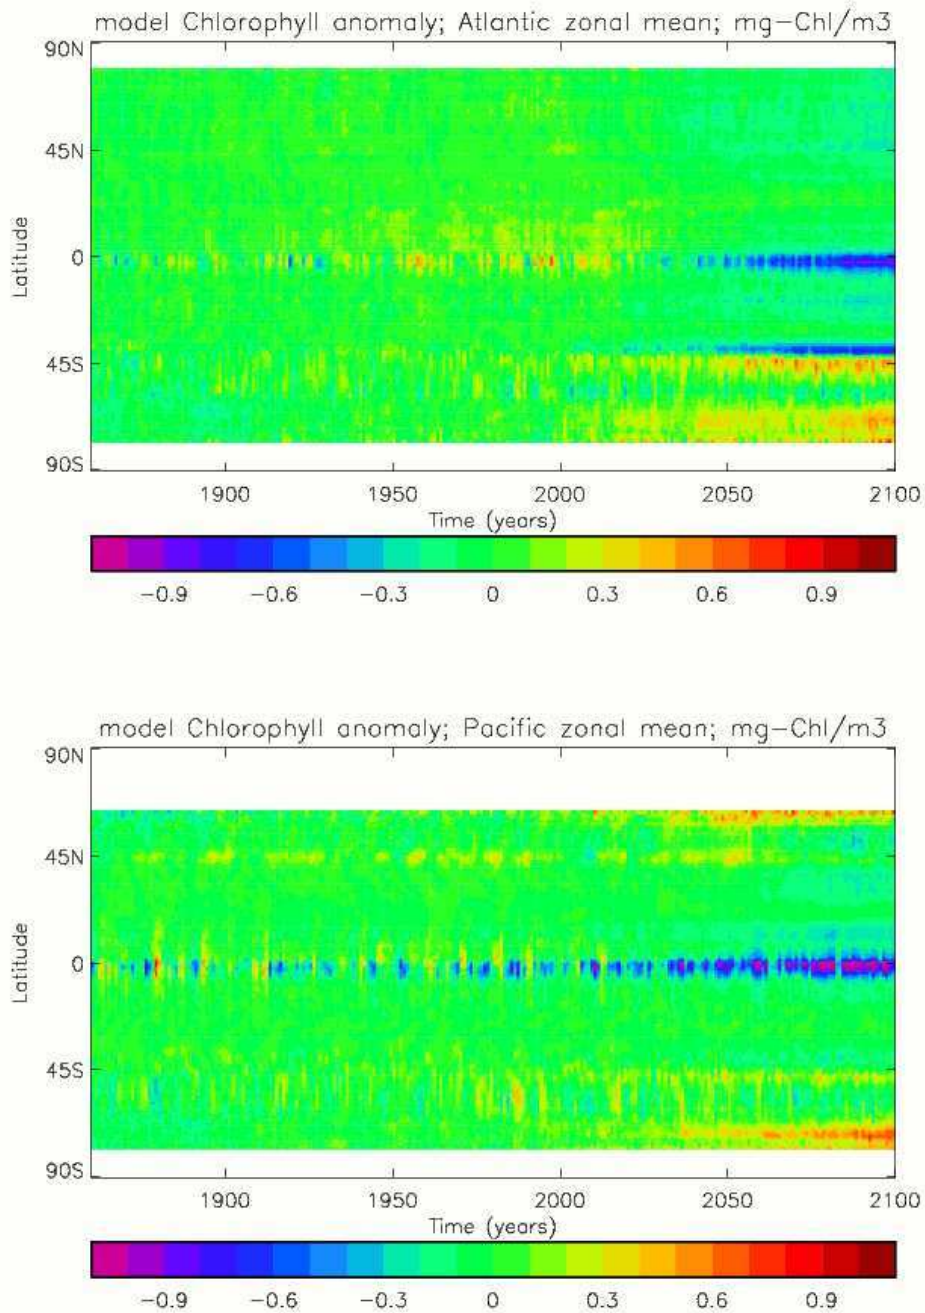 model Chlorophyll anomaly; Atlantic zonal mean; mg-Chl/m3
90N
45N
0
45S
90S
Latitude
1900 1950 2000 2050 2100
Time (years)
-0.9 -0.6 -0.3 0 0.3 0.6 0.9
model Chlorophyll anomaly; Pacific zonal mean; mg-Chl/m3
90N
45N
0
45S
90S
Latitude
1900 1950 2000 2050 2100
Time (years)
-0.9 -0.6 -0.3 0 0.3 0.6 0.9